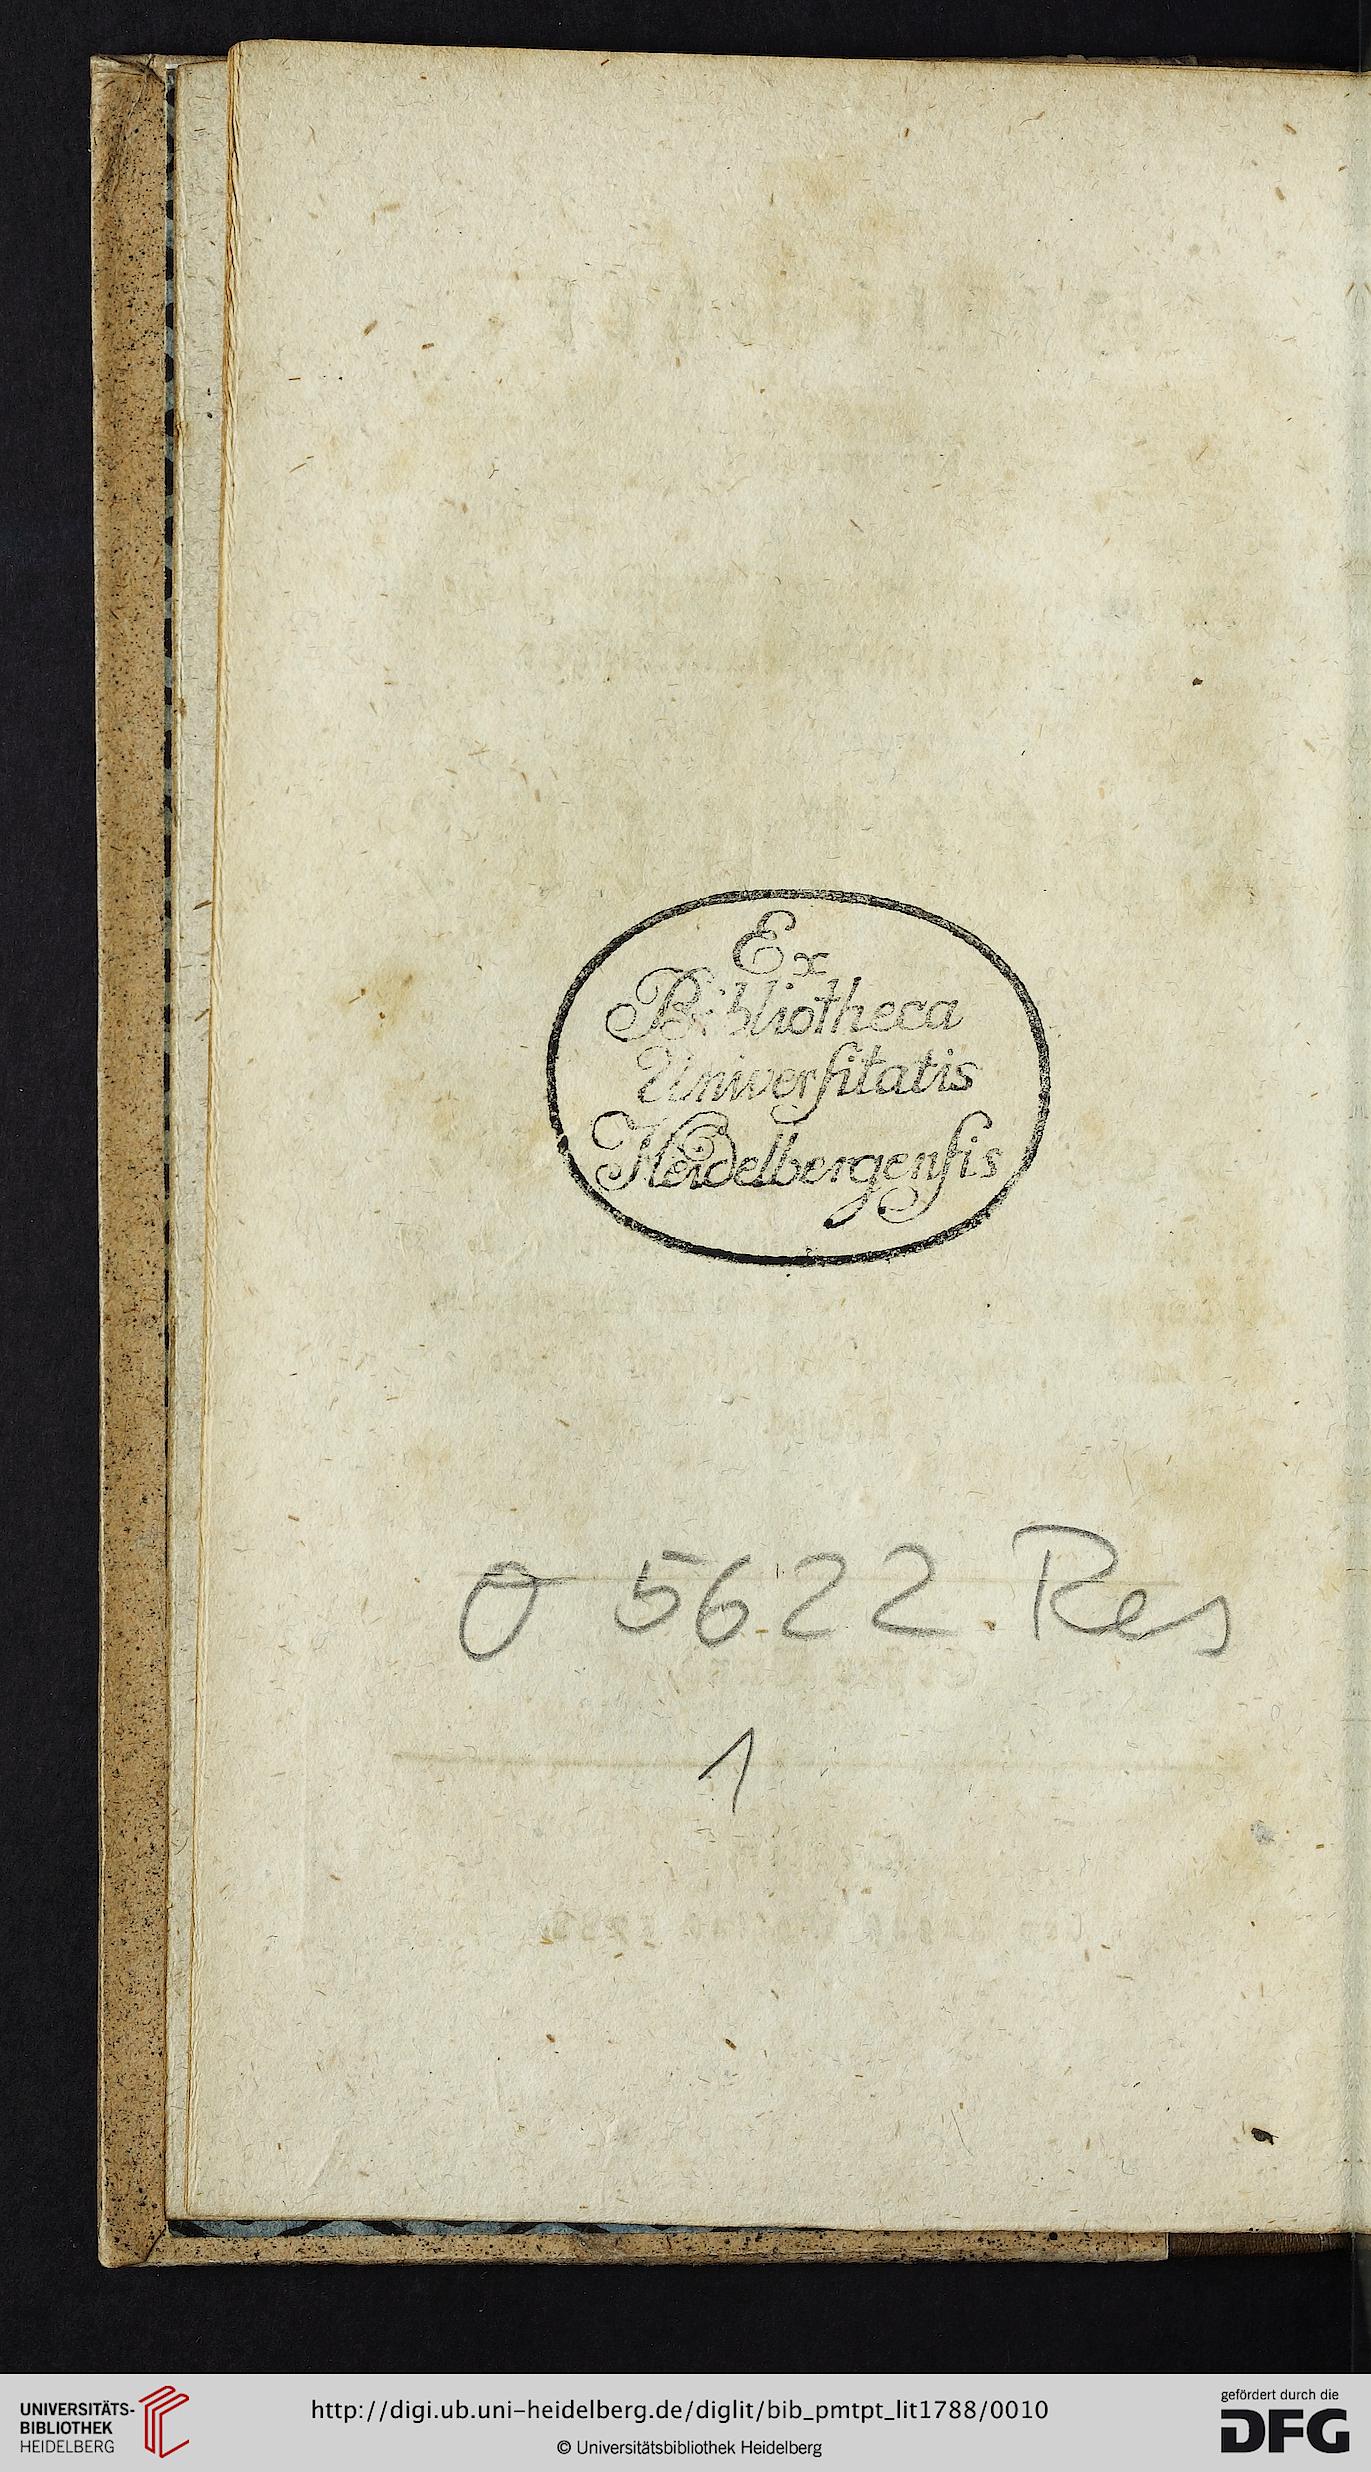 Ex
Bibliotheca
Univerſitatis
Heidelbergenſis
O 5622 Res
1
UNIVERSITÄTS-
BIBLIOTHEK
HEIDELBERG
http://digi.ub.uni-heidelberg.de/diglit/bib_pmtpt_lit1788/0010
© Universitätsbibliothek Heidelberg
gefördert durch die
DFG